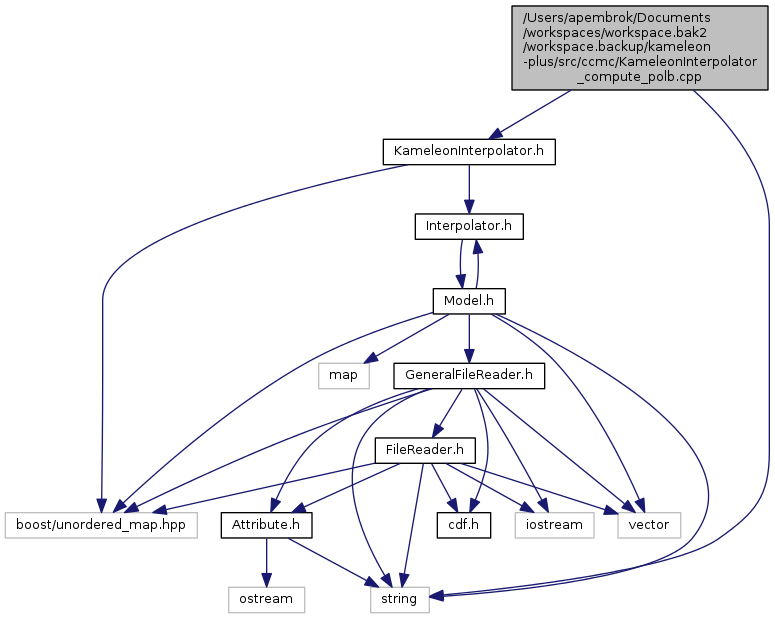 /Users/apembrok/Documents
/workspaces/workspace.bak2
/workspace.backup/kameleon
-plus/src/ccmc/KameleonInterpolator
_compute_polb.cpp
KameleonInterpolator.h
Interpolator.h
Model.h
map
GeneralFileReader.h
FileReader.h
boost/unordered_map.hpp
Attribute.h
cdf.h
iostream
vector
ostream
string